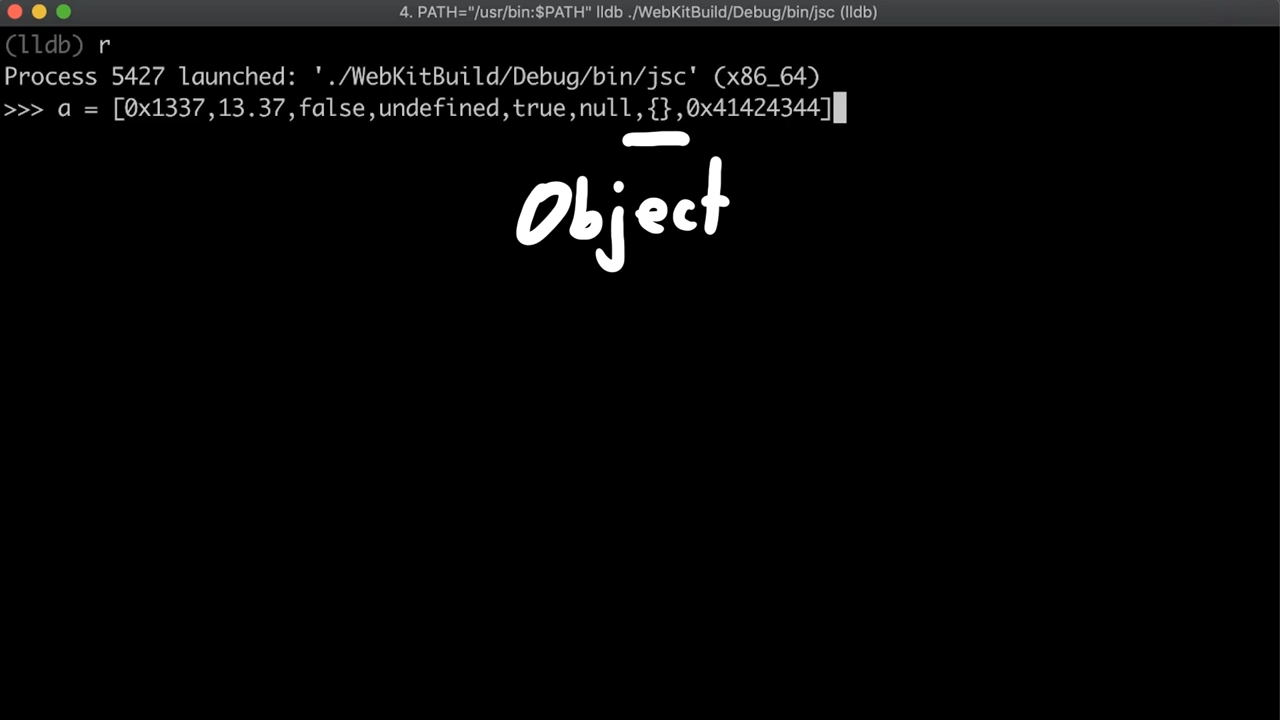 4. PATH="/usr/bin:$PATH" lldb ./WebKitBuild/Debug/bin/jsc (lldb)
(lldb) r
Process 5427 launched: './WebKitBuild/Debug/bin/jsc' (x86_64)
>>> a = [0x1337,13.37,false,undefined,true,null,{},0x41424344]
Object